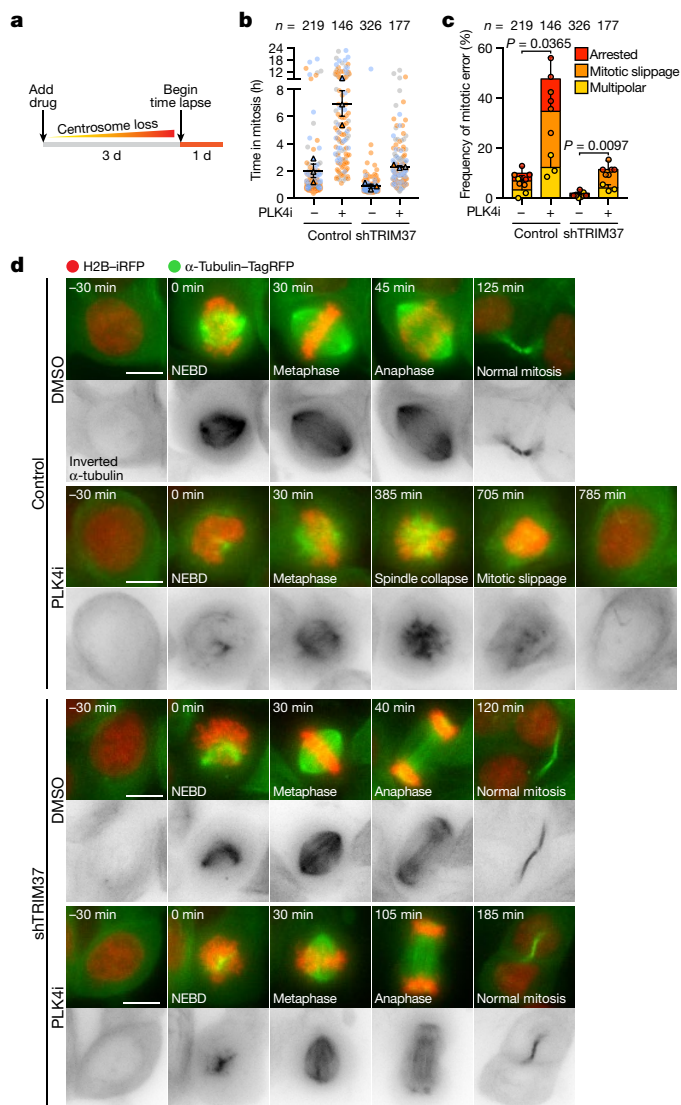 a
Add drug
Begin time lapse
Centrosome loss
3 d
1 d
b
n = 219 146 326 177
Time in mitosis (h)
24
18
12
8
6
4
2
0
PLK4i – + – +
Control shTRIM37
c
n = 219 146 326 177
P = 0.0365
P = 0.0097
Arrested
Mitotic slippage
Multipolar
Frequency of mitotic error (%)
60
40
20
0
PLK4i – + – +
Control shTRIM37
d
H2B–iRFP α-Tubulin–TagRFP
Control
DMSO
–30 min 0 min 30 min 45 min 125 min
NEBD Metaphase Anaphase Normal mitosis
Inverted
α-tubulin
PLK4i
–30 min 0 min 30 min 385 min 705 min 785 min
NEBD Metaphase Spindle collapse Mitotic slippage
shTRIM37
DMSO
–30 min 0 min 30 min 40 min 120 min
NEBD Metaphase Anaphase Normal mitosis
PLK4i
–30 min 0 min 30 min 105 min 185 min
NEBD Metaphase Anaphase Normal mitosis